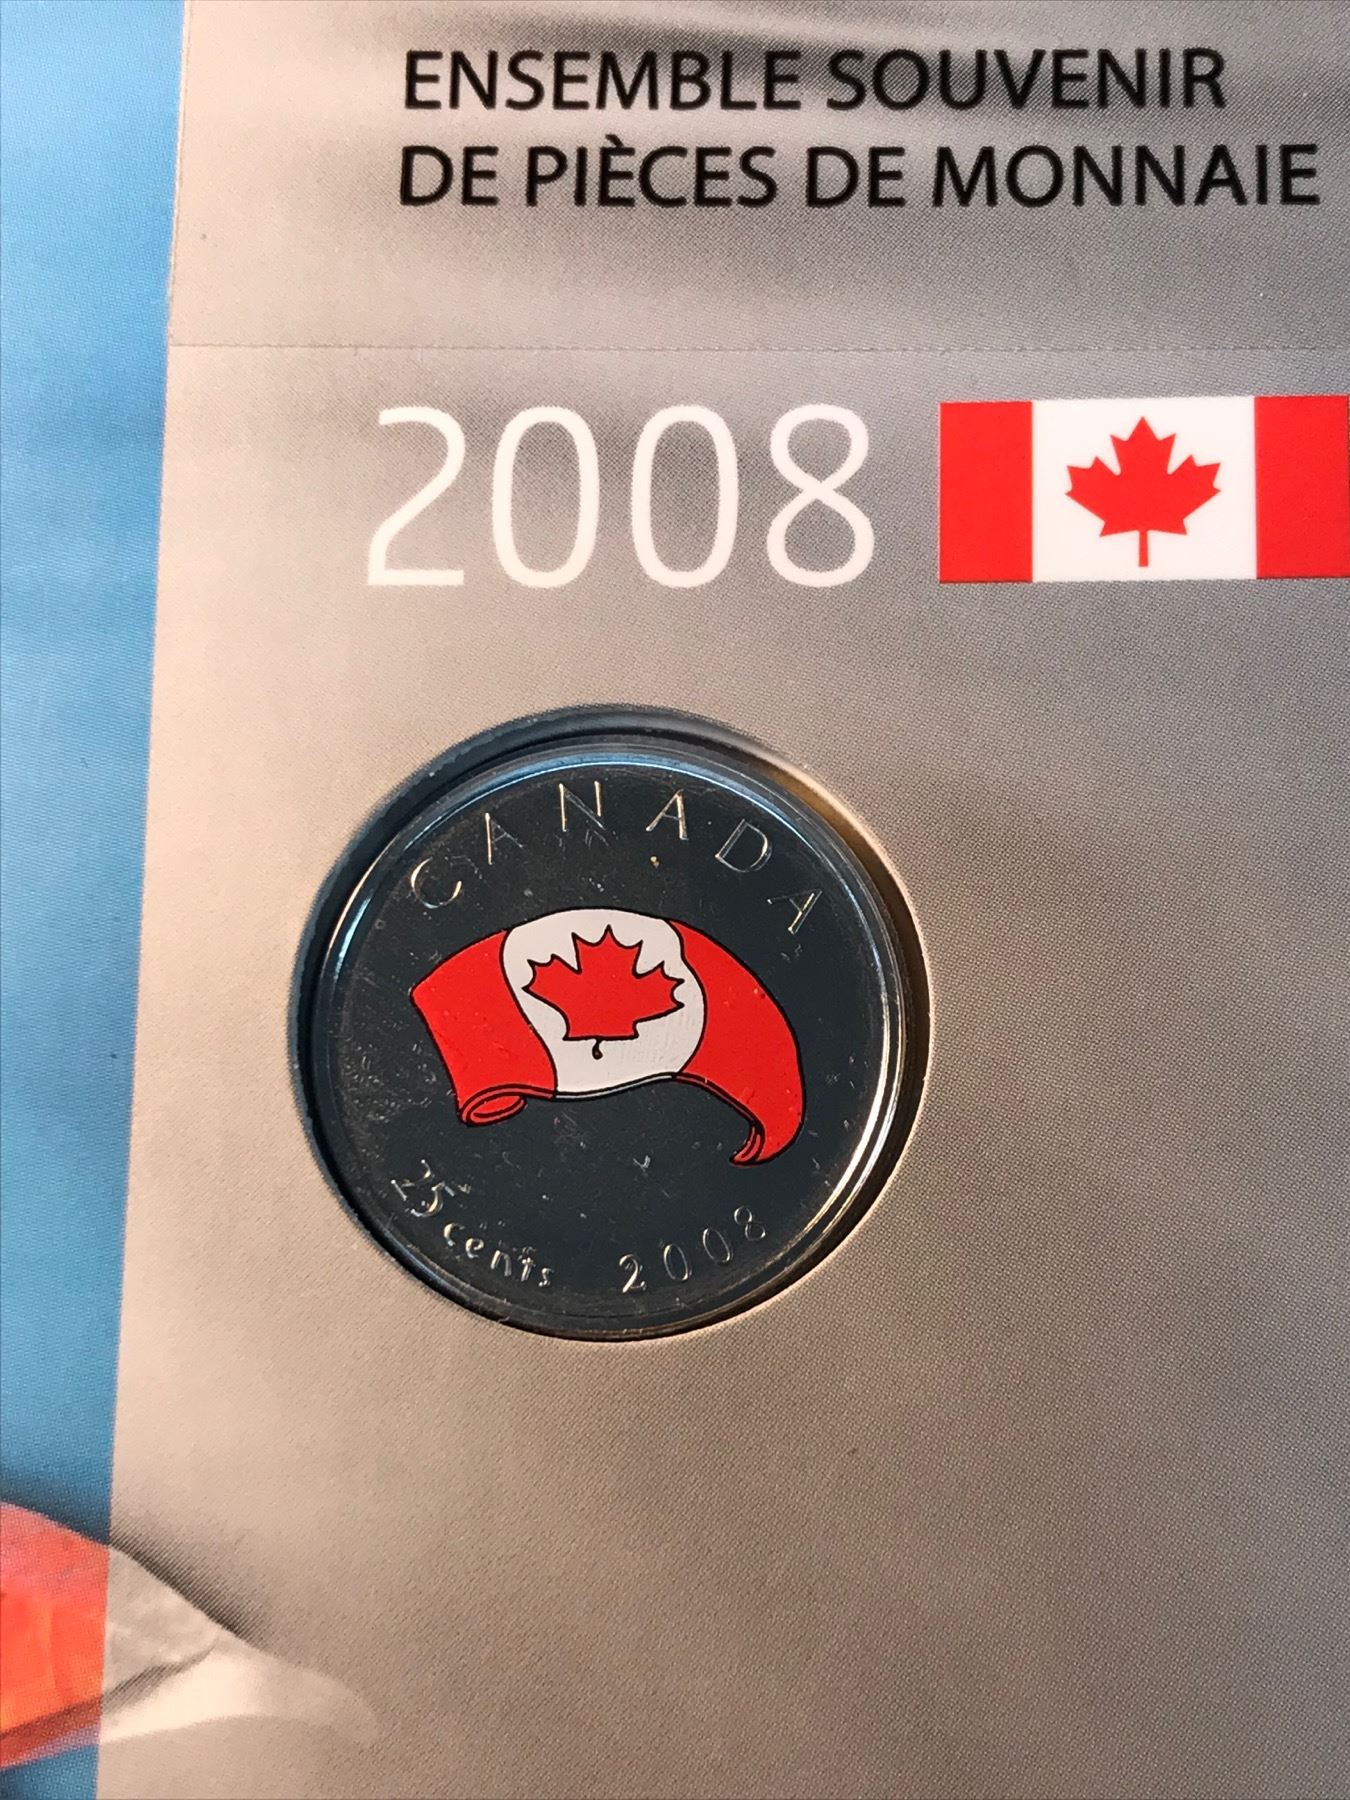 ENSEMBLE SOUVENIR
DE PIÈCES DE MONNAIE
2008
CANADA
25 cents 2008